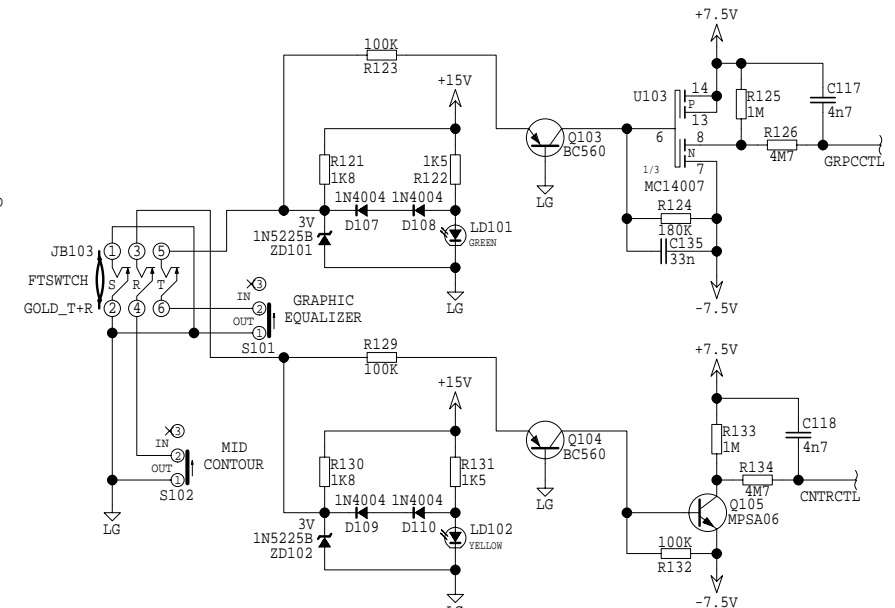 +7.5V
100K
R123
+15V
U103
14
P
13
R125
1M
C117
4n7
6
8
N
7
R126
4M7
GRPCCTL
Q103
BC560
LG
1/3
MC14007
R124
180K
C135
33n
-7.5V
R121
1K8
1K5
R122
1N4004
1N4004
D107
D108
3V
1N5225B
ZD101
LD101
GREEN
LG
JB103
1
3
5
FTSWTCH
S
R
T
GOLD_T+R
2
4
6
3
IN
2
OUT
1
S101
GRAPHIC
EQUALIZER
R129
100K
+15V
+7.5V
R133
1M
C118
4n7
Q104
BC560
LG
R134
4M7
CNTRCTL
Q105
MPSA06
100K
R132
-7.5V
3
IN
2
OUT
1
S102
MID
CONTOUR
LG
R130
1K8
R131
1K5
1N4004
1N4004
D109
D110
3V
1N5225B
ZD102
LD102
YELLOW